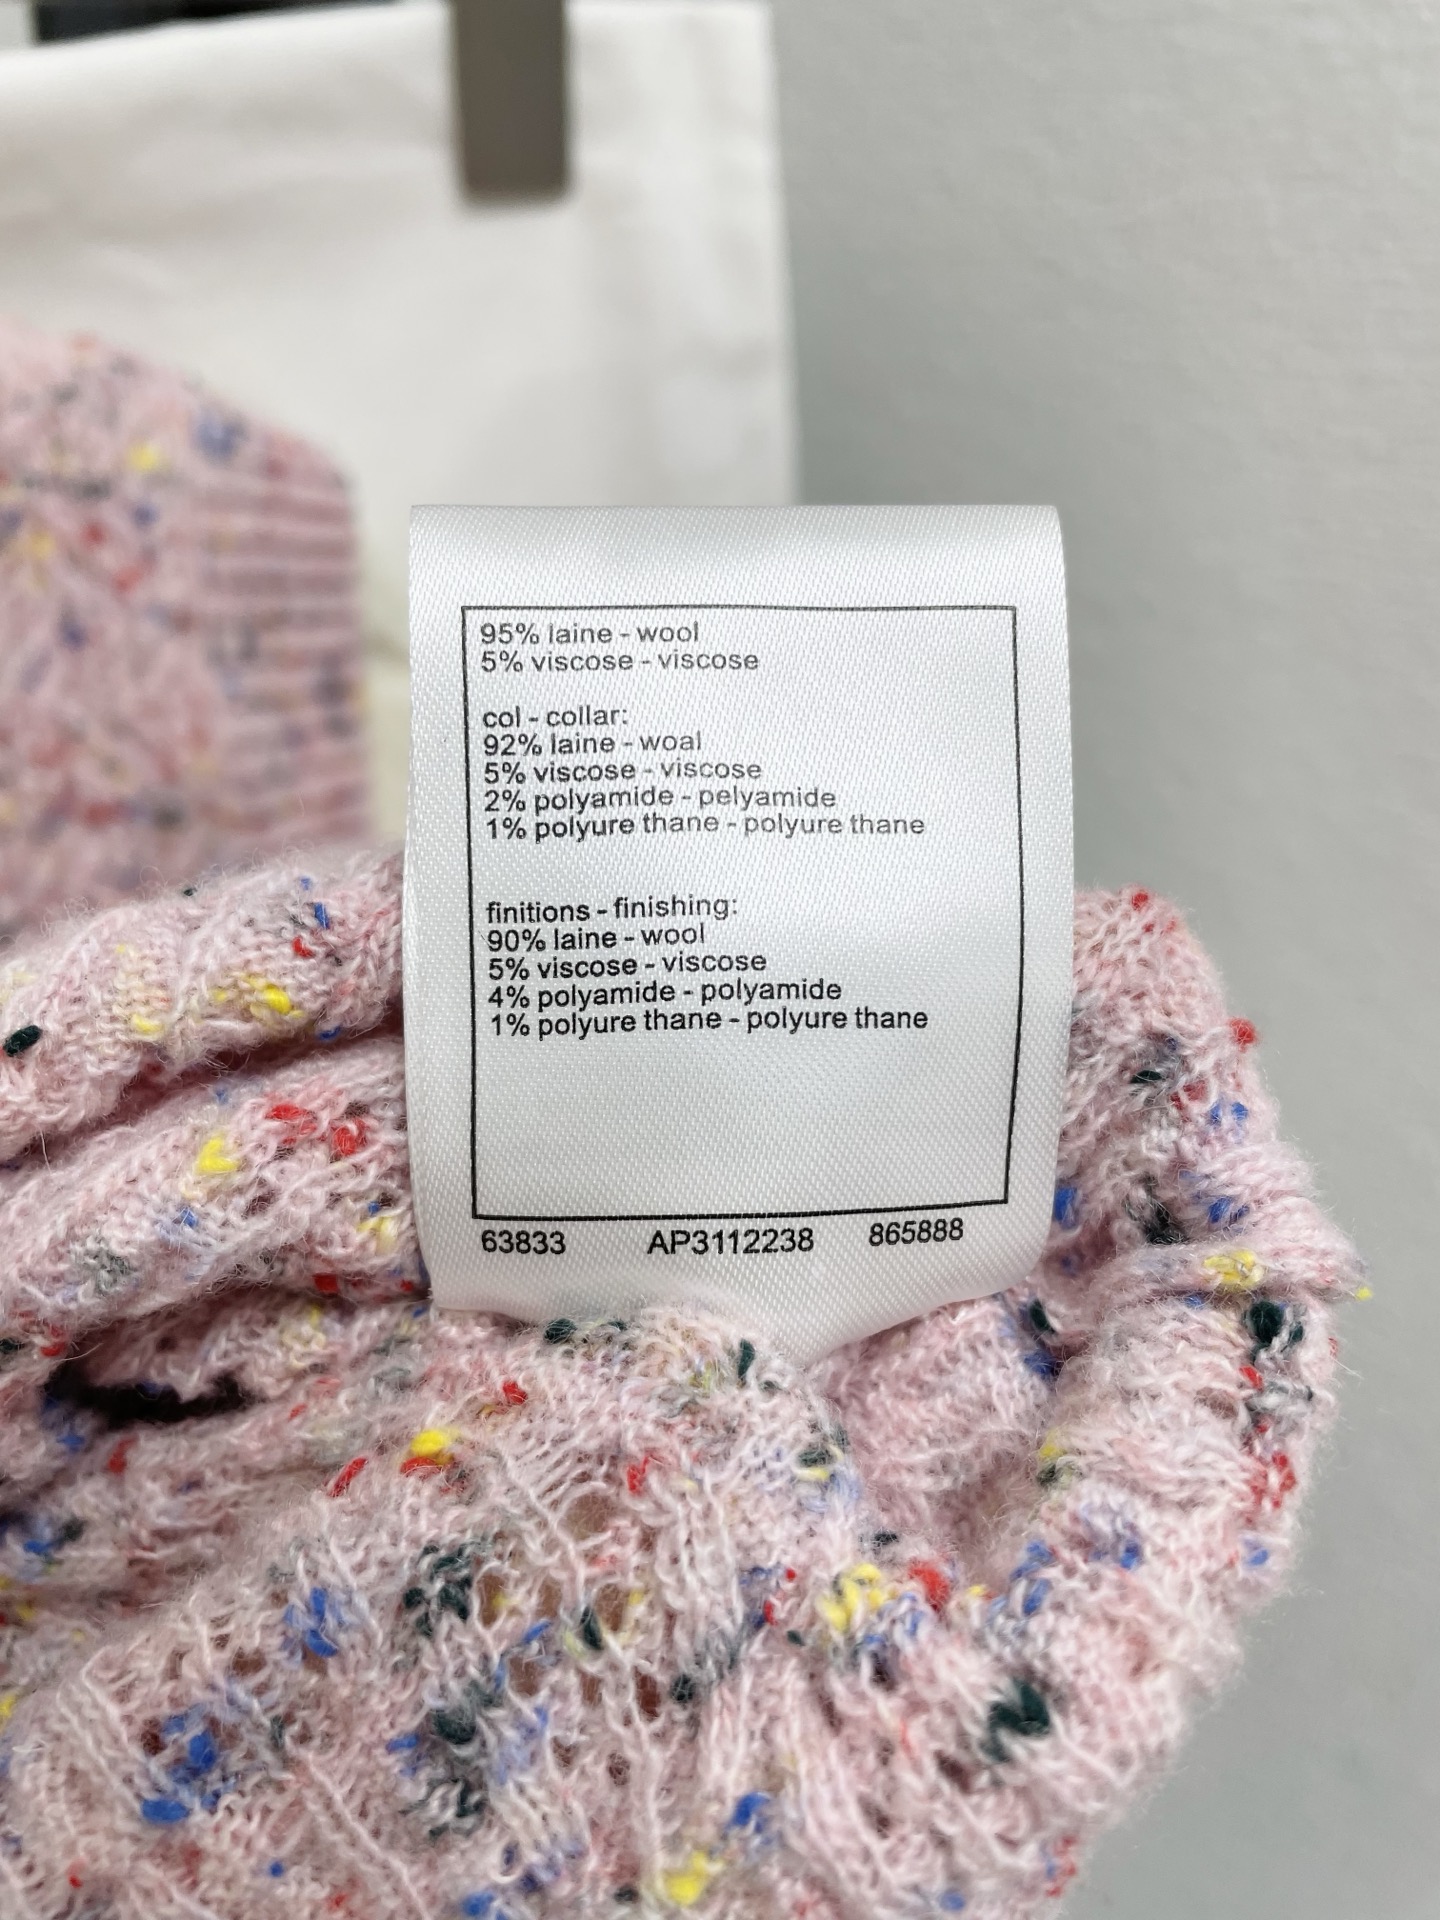 95% laine - wool
5% viscose - viscose
col - collar:
92% laine - woal
5% viscose - viscose
2% polyamide - pelyamide
1% polyure thane - polyure thane
finitions - finishing:
90% laine - wool
5% viscose - viscose
4% polyamide - polyamide
1% polyure thane - polyure thane
63833 AP3112238 865888